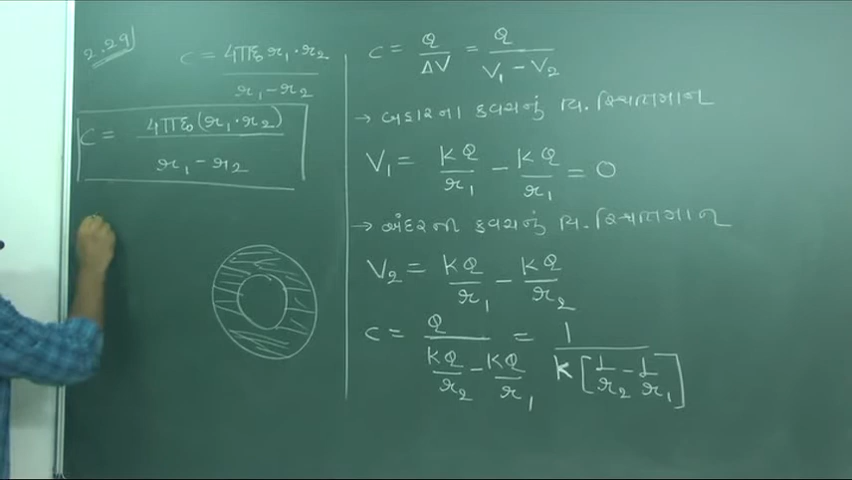 2.29
C = 4πε₀ r₁·r₂ / r₁ - r₂
C = 4πε₀(r₁·r₂) / r₁ - r₂
C = Q / ΔV = Q / V₁ - V₂
→ બહારના કવચનું વિ. સ્થિતિમાન
V₁ = KQ / r₁ - KQ / r₁ = 0
→ અંદરના કવચનું વિ. સ્થિતિમાન
V₂ = KQ / r₁ - KQ / r₂
C = Q / KQ / r₂ - KQ / r₁ = 1 / K [ 1 / r₂ - 1 / r₁ ]